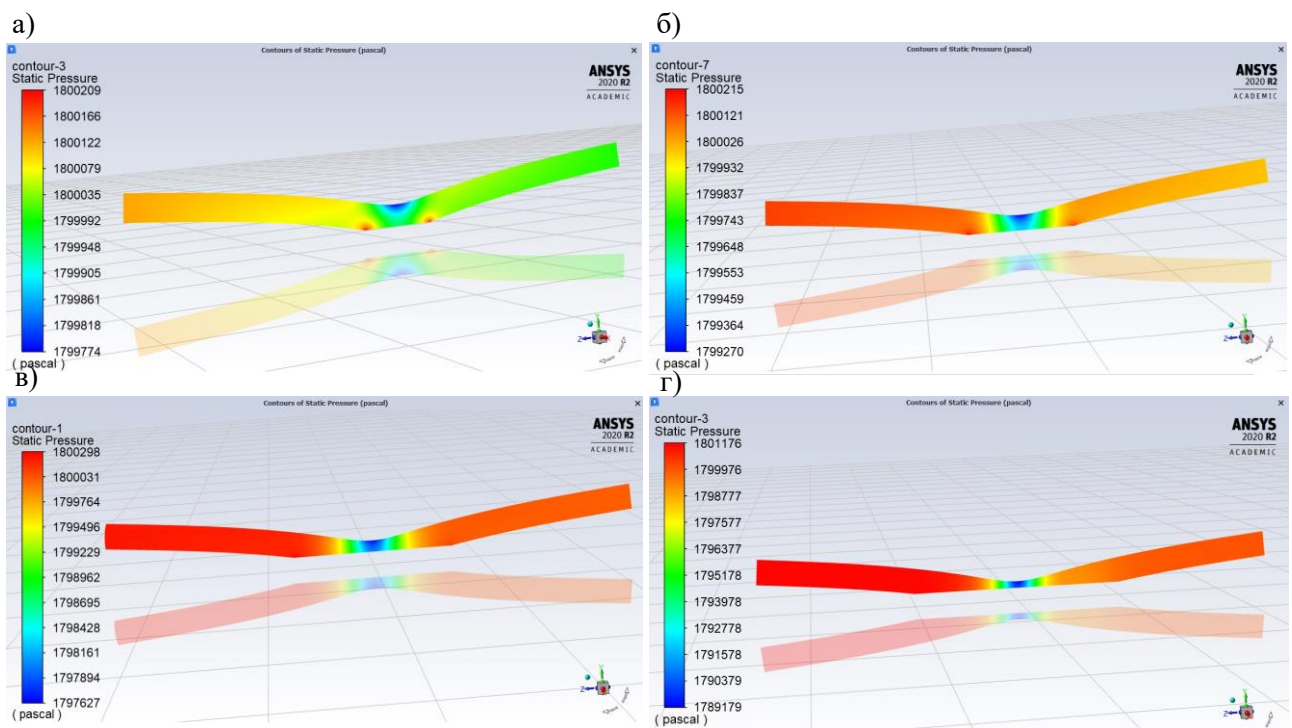 а)
Contours of Static Pressure (pascal)
contour-3
Static Pressure
1800209
1800166
1800122
1800079
1800035
1799992
1799948
1799905
1799861
1799818
1799774
( pascal )
ANSYS
2020 R2
ACADEMIC
Y
Z
б)
Contours of Static Pressure (pascal)
contour-7
Static Pressure
1800215
1800121
1800026
1799932
1799837
1799743
1799648
1799553
1799459
1799364
1799270
( pascal )
ANSYS
2020 R2
ACADEMIC
Y
Z
в)
Contours of Static Pressure (pascal)
contour-1
Static Pressure
1800298
1800031
1799764
1799496
1799229
1798962
1798695
1798428
1798161
1797894
1797627
( pascal )
ANSYS
2020 R2
ACADEMIC
Y
Z
г)
Contours of Static Pressure (pascal)
contour-3
Static Pressure
1801176
1799976
1798777
1797577
1796377
1795178
1793978
1792778
1791578
1790379
1789179
( pascal )
ANSYS
2020 R2
ACADEMIC
Y
Z